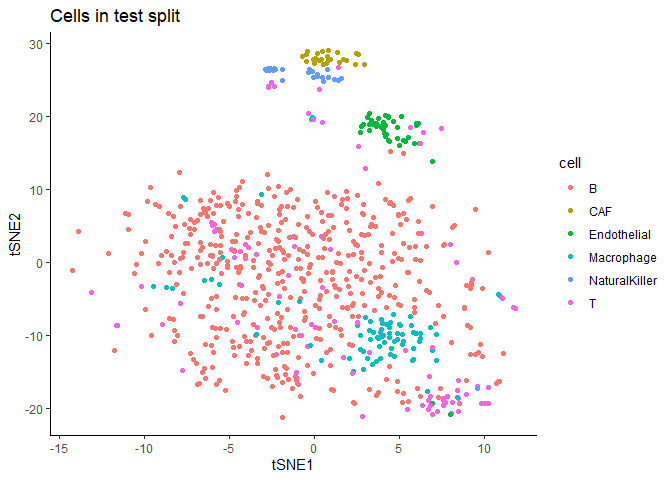 Cells in test split
30
20
10
0
-10
-20
tSNE2
-15
-10
-5
0
5
10
tSNE1
cell
B
CAF
Endothelial
Macrophage
NaturalKiller
T